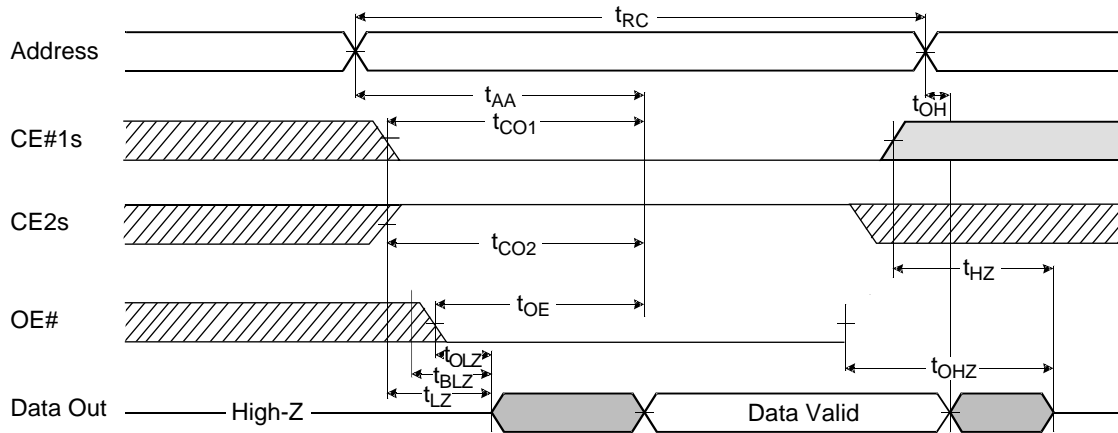 tRC
Address
tAA
tOH
tCO1
CE#1s
CE2s
tCO2
tHZ
tOE
OE#
tOLZ
tOHZ
tBLZ
tLZ
Data Out
High-Z
Data Valid